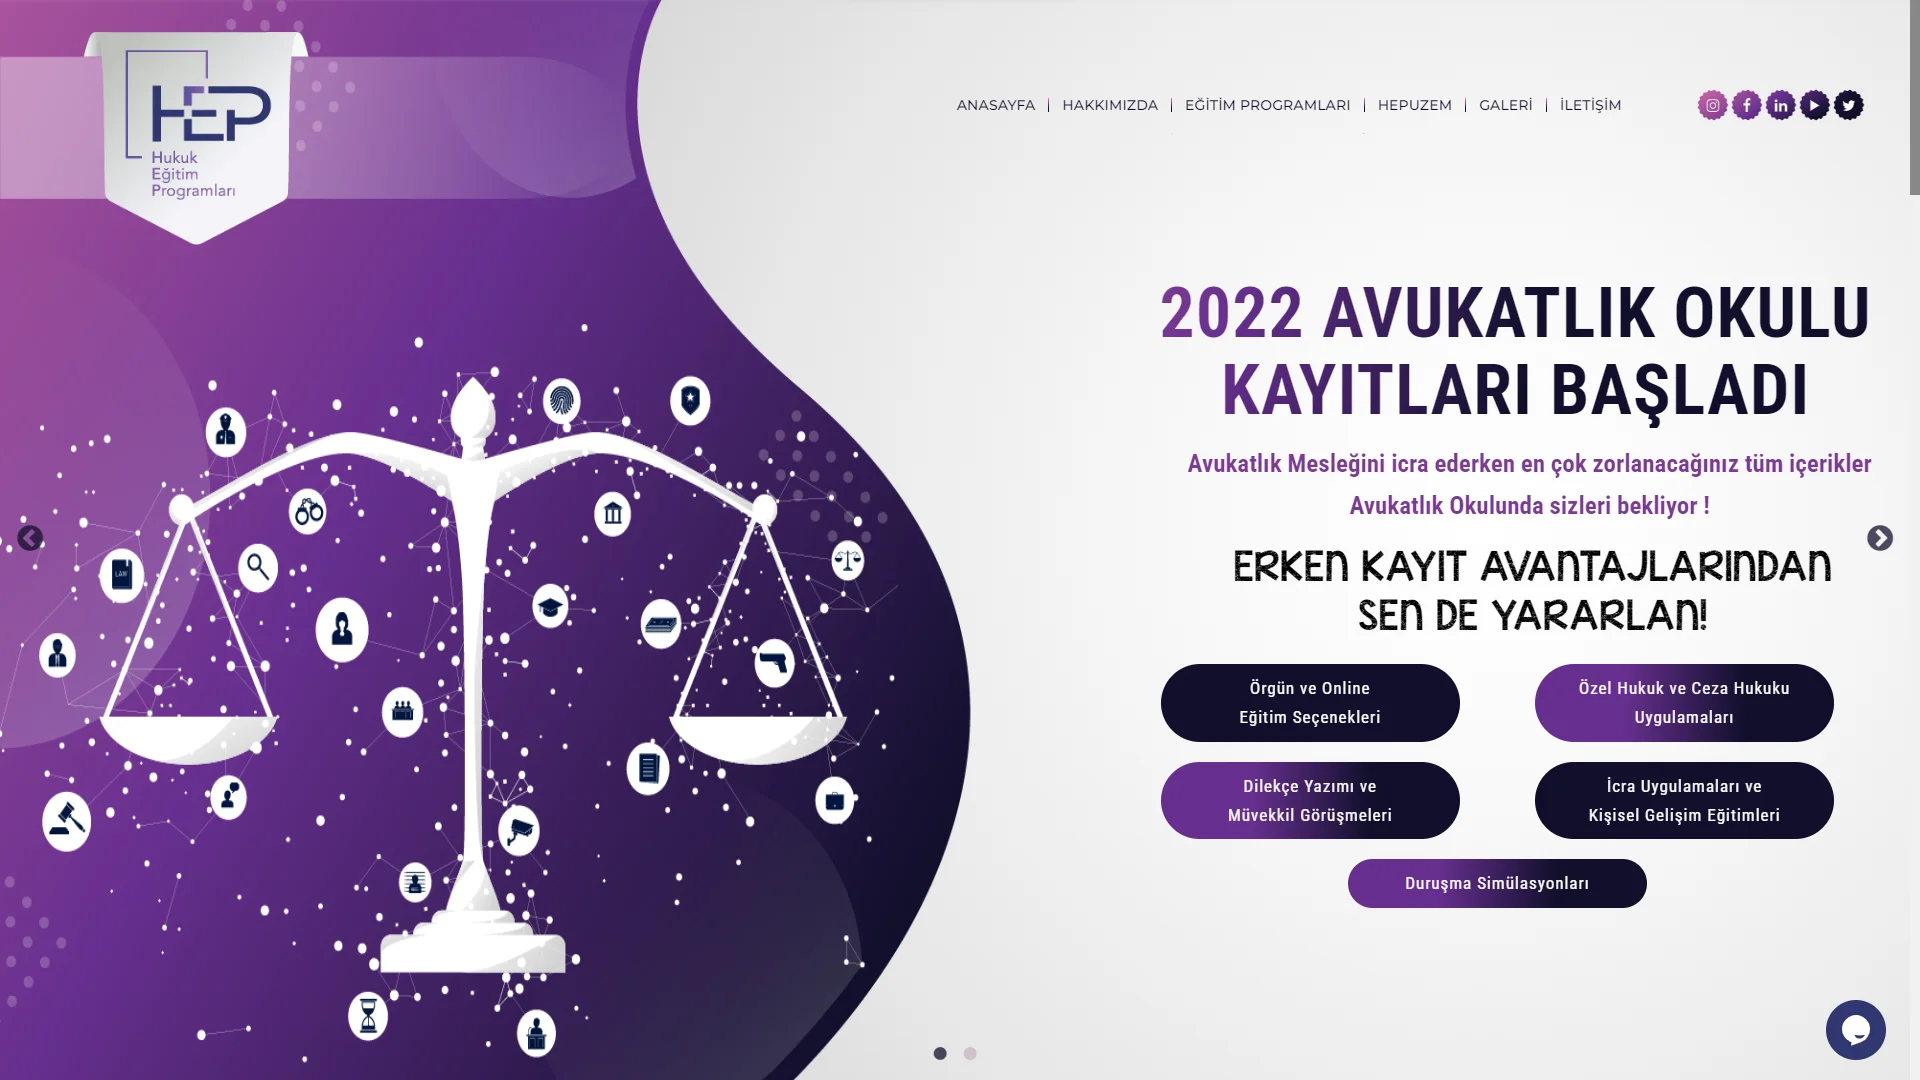 HEP
Hukuk
Eğitim
Programları
ANASAYFA
HAKKIMIZDA
EĞİTİM PROGRAMLARI
HEPUZEM
GALERİ
İLETİŞİM
2022 AVUKATLIK OKULU
KAYITLARI BAŞLADI
Avukatlık Mesleğini icra ederken en çok zorlanacağınız tüm içerikler
Avukatlık Okulunda sizleri bekliyor !
ERKEN KAYIT AVANTAJLARINDAN
SEN DE YARARLAN!
Örgün ve Online
Eğitim Seçenekleri
Özel Hukuk ve Ceza Hukuku
Uygulamaları
Dilekçe Yazımı ve
Müvekkil Görüşmeleri
İcra Uygulamaları ve
Kişisel Gelişim Eğitimleri
Duruşma Simülasyonları
LAW